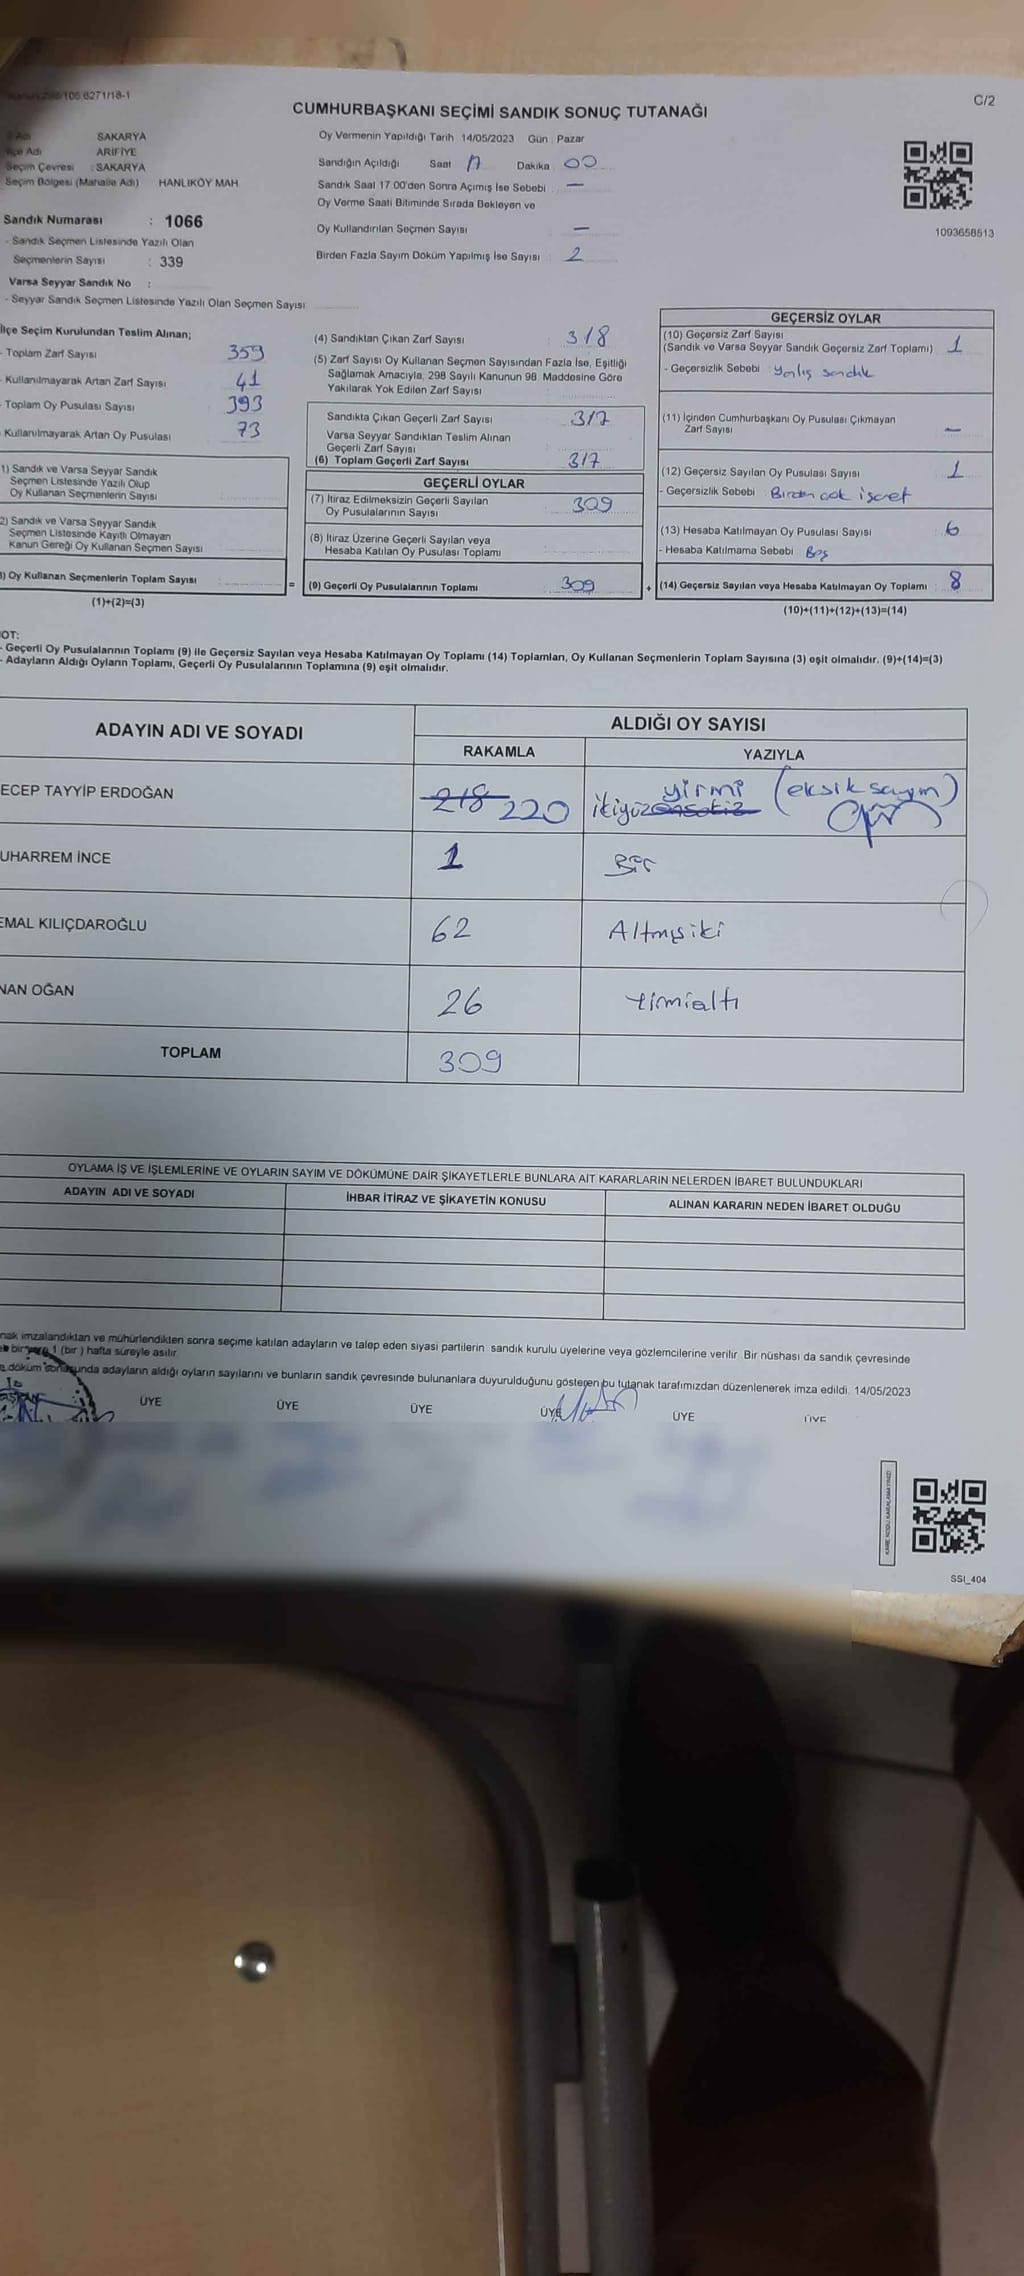 C/2
CUMHURBAŞKANI SEÇİMİ SANDIK SONUÇ TUTANAĞI
Adı SAKARYA
İlçe Adı ARİFİYE
Seçim Çevresi : SAKARYA
Seçim Bölgesi (Mahalle Adı) HANLIKÖY MAH
Sandık Numarası : 1066
- Sandık Seçmen Listesinde Yazılı Olan
Seçmenlerin Sayısı : 339
Varsa Seyyar Sandık No :
- Seyyar Sandık Seçmen Listesinde Yazılı Olan Seçmen Sayısı
Oy Vermenin Yapıldığı Tarih 14/05/2023 Gün : Pazar
Sandığın Açıldığı Saat 17 Dakika 00
Sandık Saat 17:00'den Sonra Açımış İse Sebebi —
Oy Verme Saati Bitiminde Sırada Bekleyen ve
Oy Kullandırılan Seçmen Sayısı —
Birden Fazla Sayım Döküm Yapılmış İse Sayısı : 2
1093658513
İlçe Seçim Kurulundan Teslim Alınan;
- Toplam Zarf Sayısı 359
- Kullanılmayarak Artan Zarf Sayısı 41
- Toplam Oy Pusulası Sayısı 393
Kullanılmayarak Artan Oy Pusulası 73
1) Sandık ve Varsa Seyyar Sandık
Seçmen Listesinde Yazılı Olup
Oy Kullanan Seçmenlerin Sayısı
2) Sandık ve Varsa Seyyar Sandık
Seçmen Listesinde Kayıtlı Olmayan
Kanun Gereği Oy Kullanan Seçmen Sayısı
) Oy Kullanan Seçmenlerin Toplam Sayısı
(1)+(2)=(3)
(4) Sandıktan Çıkan Zarf Sayısı : 318
(5) Zarf Sayısı Oy Kullanan Seçmen Sayısından Fazla İse, Eşitliği
Sağlamak Amacıyla, 298 Sayılı Kanunun 98. Maddesine Göre
Yakılarak Yok Edilen Zarf Sayısı
Sandıkta Çıkan Geçerli Zarf Sayısı 317
Varsa Seyyar Sandıktan Teslim Alınan
Geçerli Zarf Sayısı
(6) Toplam Geçerli Zarf Sayısı 317
GEÇERLİ OYLAR
(7) İtiraz Edilmeksizin Geçerli Sayılan
Oy Pusulalarının Sayısı 309
(8) İtiraz Üzerine Geçerli Sayılan veya
Hesaba Katılan Oy Pusulası Toplamı
= (9) Geçerli Oy Pusulalarının Toplamı 309 +
GEÇERSİZ OYLAR
(10) Geçersiz Zarf Sayısı
(Sandık ve Varsa Seyyar Sandık Geçersiz Zarf Toplamı) 1
- Geçersizlik Sebebi : Yanlış sandık
(11) İçinden Cumhurbaşkanı Oy Pusulası Çıkmayan
Zarf Sayısı —
(12) Geçersiz Sayılan Oy Pusulası Sayısı 1
- Geçersizlik Sebebi : Birden çok işaret
(13) Hesaba Katılmayan Oy Pusulası Sayısı 6
- Hesaba Katılmama Sebebi Boş
(14) Geçersiz Sayılan veya Hesaba Katılmayan Oy Toplamı : 8
(10)+(11)+(12)+(13)=(14)
OT:
- Geçerli Oy Pusulalarının Toplamı (9) ile Geçersiz Sayılan veya Hesaba Katılmayan Oy Toplamı (14) Toplamları, Oy Kullanan Seçmenlerin Toplam Sayısına (3) eşit olmalıdır. (9)+(14)=(3)
- Adayların Aldığı Oyların Toplamı, Geçerli Oy Pusulalarının Toplamına (9) eşit olmalıdır.
ADAYIN ADI VE SOYADI ALDIĞI OY SAYISI
RAKAMLA YAZIYLA
ECEP TAYYİP ERDOĞAN 218 220 ikiyüzonsekiz yirmi (eksik sayım)
UHARREM İNCE 1 Bir
EMAL KILIÇDAROĞLU 62 Altmışiki
NAN OĞAN 26 Yirmialtı
TOPLAM 309
OYLAMA İŞ VE İŞLEMLERİNE VE OYLARIN SAYIM VE DÖKÜMÜNE DAİR ŞİKAYETLERLE BUNLARA AİT KARARLARIN NELERDEN İBARET BULUNDUKLARI
ADAYIN ADI VE SOYADI İHBAR İTİRAZ VE ŞİKAYETİN KONUSU ALINAN KARARIN NEDEN İBARET OLDUĞU
nak imzalandıktan ve mühürlendikten sonra seçime katılan adayların ve talep eden siyasi partilerin sandık kurulu üyelerine veya gözlemcilerine verilir. Bir nüshası da sandık çevresinde
bir yere 1 (bir) hafta süreyle asılır.
döküm sonasunda adayların aldığı oyların sayılarını ve bunların sandık çevresinde bulunanlara duyurulduğunu gösteren bu tutanak tarafımızdan düzenlenerek imza edildi. 14/05/2023
ÜYE ÜYE ÜYE ÜYE ÜYE ÜYE
SSI_404